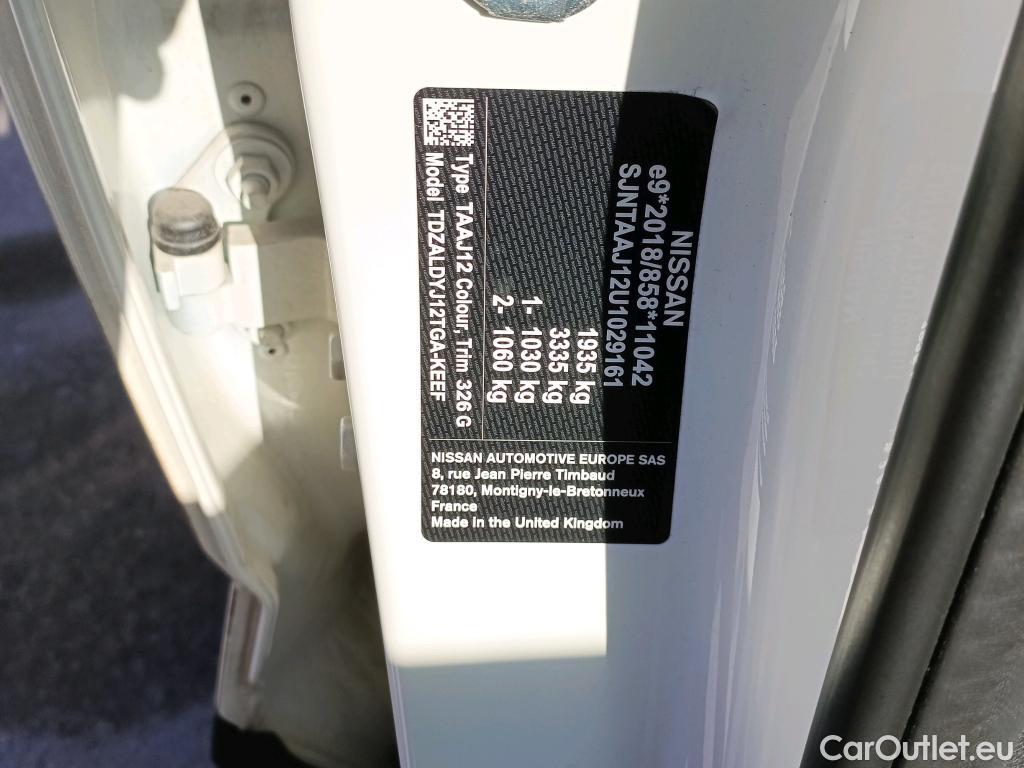 NISSAN
e9*2018/858*11042
SJNTAAJ12U1029161
1935 kg
3335 kg
1- 1030 kg
2- 1060 kg
Type TAAJ12 Colour, Trim 326 G
Model TDZALDYJ12TGA-KEEF
NISSAN AUTOMOTIVE EUROPE SAS
8, rue Jean Pierre Timbaud
78180, Montigny-le-Bretonneux
France
Made in the United Kingdom
CarOutlet.eu